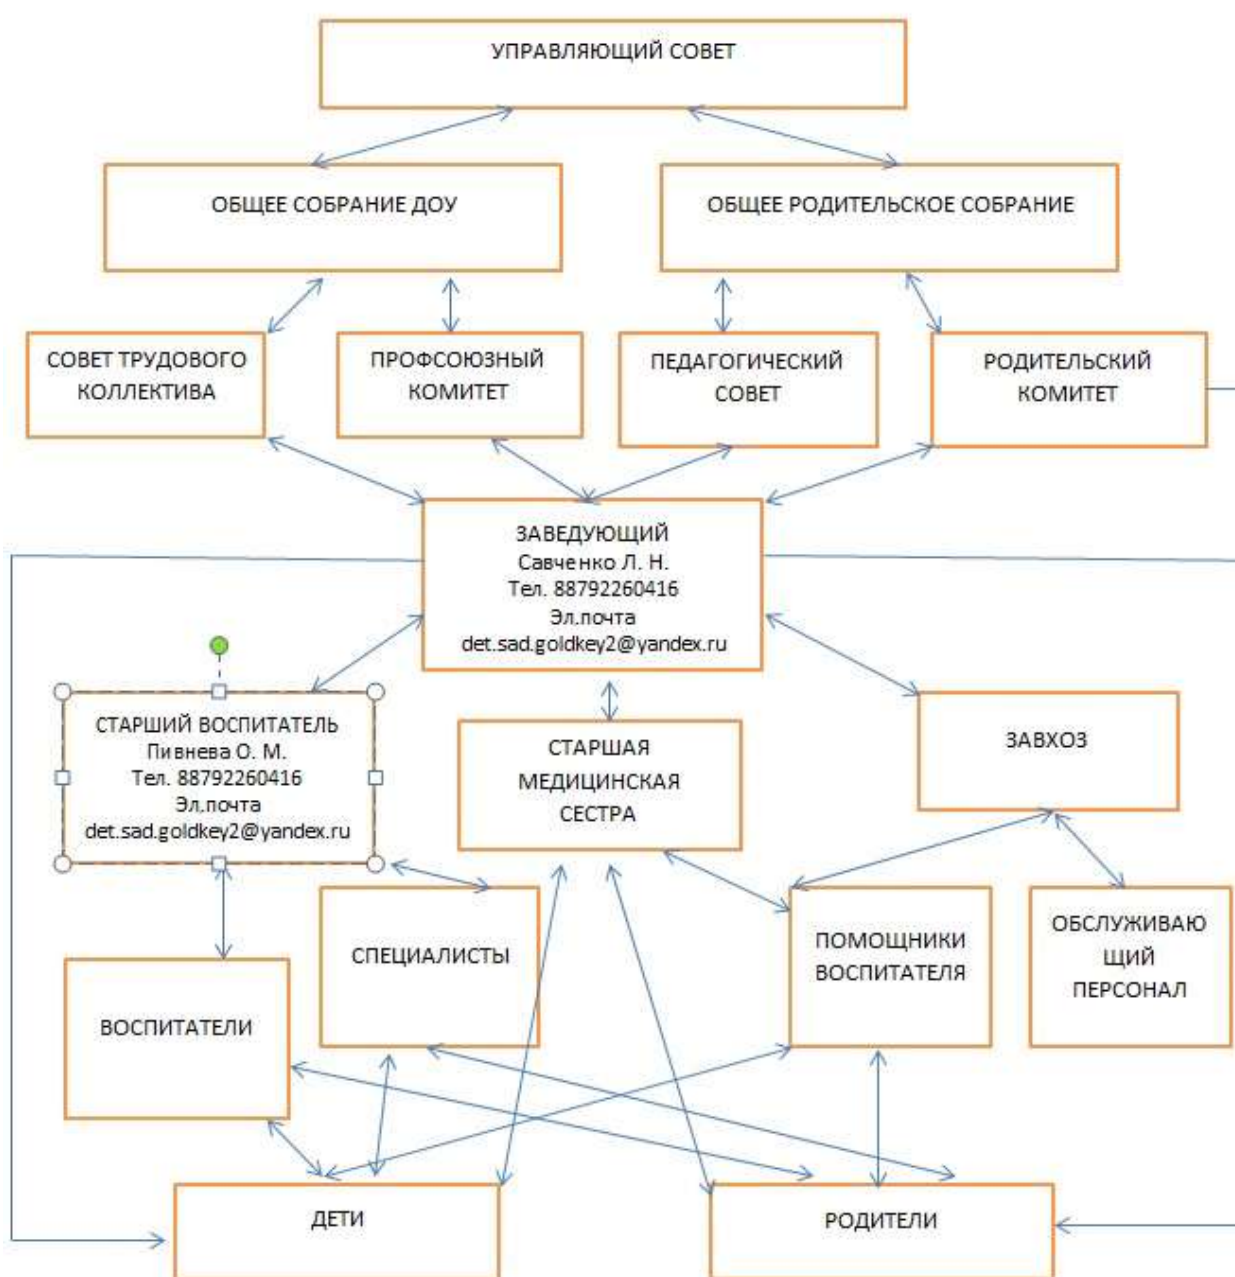 УПРАВЛЯЮЩИЙ СОВЕТ
ОБЩЕЕ СОБРАНИЕ ДОУ
ОБЩЕЕ РОДИТЕЛЬСКОЕ СОБРАНИЕ
СОВЕТ ТРУДОВОГО
КОЛЛЕКТИВА
ПРОФСОЮЗНЫЙ
КОМИТЕТ
ПЕДАГОГИЧЕСКИЙ
СОВЕТ
РОДИТЕЛЬСКИЙ
КОМИТЕТ
ЗАВЕДУЮЩИЙ
Савченко Л. Н.
Тел. 88792260416
Эл.почта
det.sad.goldkey2@yandex.ru
СТАРШИЙ ВОСПИТАТЕЛЬ
Пивнева О. М.
Тел. 88792260416
Эл.почта
det.sad.goldkey2@yandex.ru
СТАРШАЯ
МЕДИЦИНСКАЯ
СЕСТРА
ЗАВХОЗ
ВОСПИТАТЕЛИ
СПЕЦИАЛИСТЫ
ПОМОЩНИКИ
ВОСПИТАТЕЛЯ
ОБСЛУЖИВАЮ
ЩИЙ
ПЕРСОНАЛ
ДЕТИ
РОДИТЕЛИ